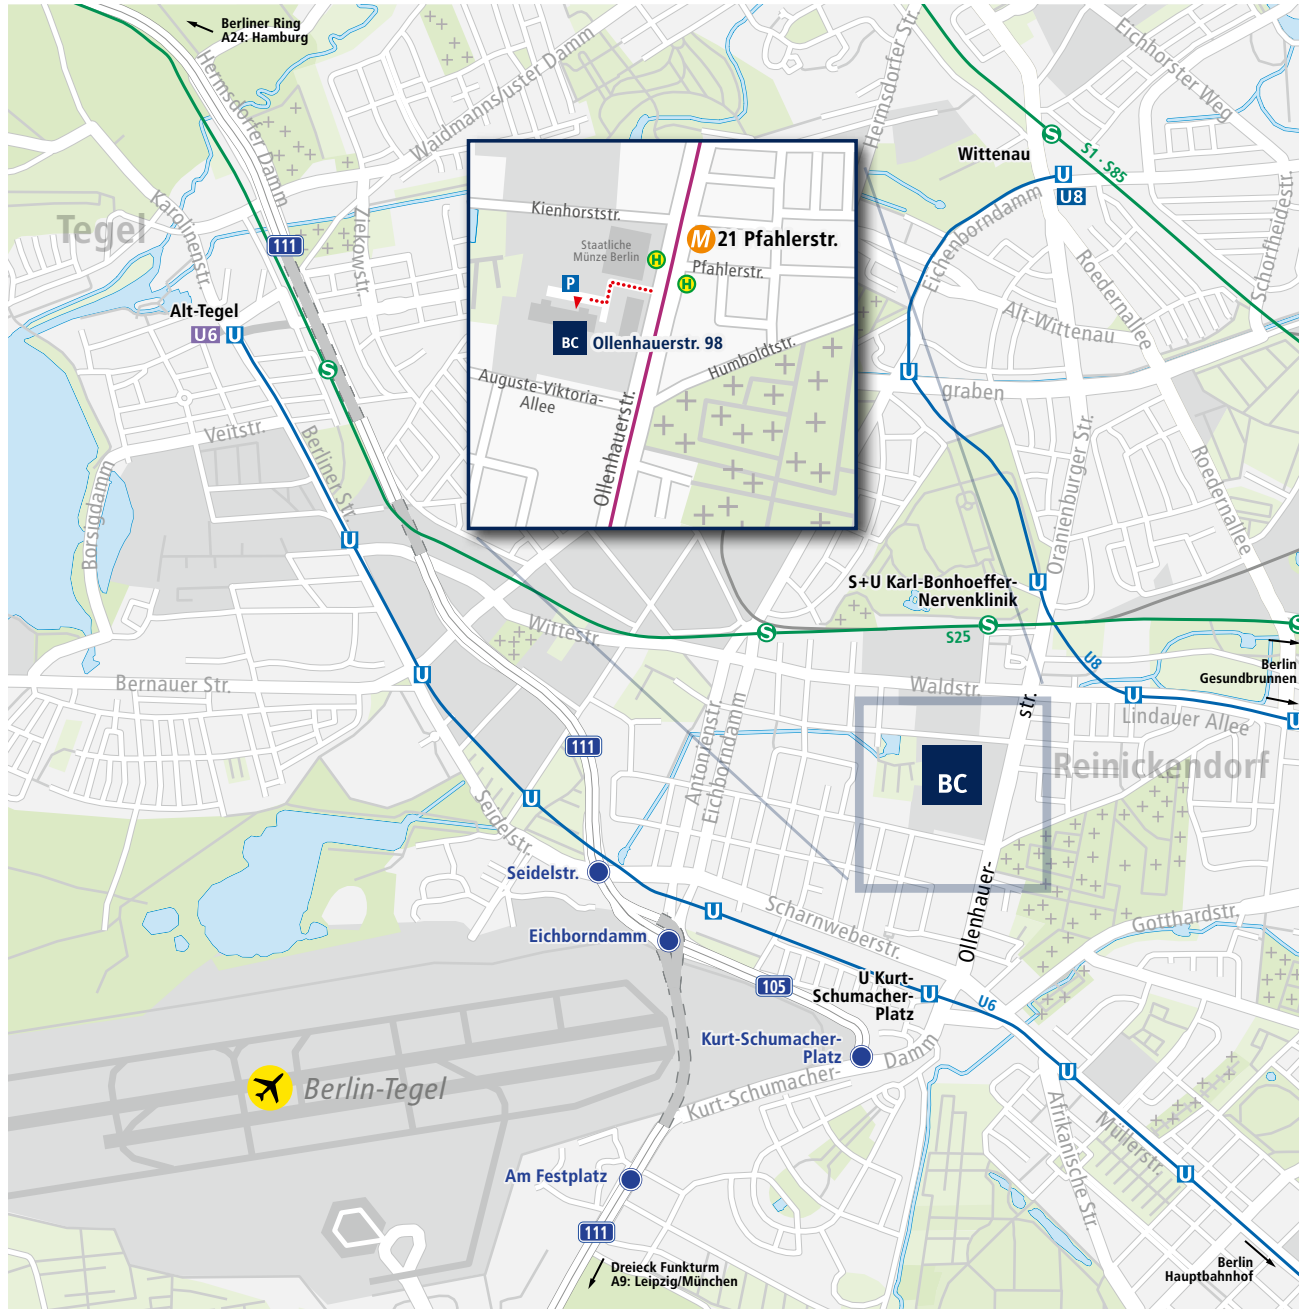 Berliner Ring
A24: Hamburg
Hermsdorfer Damm
Waidmannsluster Damm
Hermsdorfer Str.
Eichhorster Weg
S
S1 · S85
Wittenau
U
U8
Tegel
Karolinenstr.
Ziekowstr.
111
Eichenborndamm
Roedernallee
Schorfheidestr.
Alt-Wittenau
Kienhorststr.
Staatliche
Münze Berlin
M 21 Pfahlerstr.
H
Pfahlerstr.
H
P
BC
Ollenhauerstr. 98
Humboldtstr.
Auguste-Viktoria-
Allee
Ollenhauerstr.
Alt-Tegel
U6 U
S
U
graben
Veitstr.
Berliner Str.
Borsigdamm
Oranienburger Str.
Roedernallee
U
S+U Karl-Bonhoeffer-
Nervenklinik
U
Wittestr.
S
S25
S
S
U8
Berlin
Gesundbrunnen
Bernauer Str.
U
Waldstr.
U
U
Lindauer Allee
str.
Antonienstr.
Eichborndamm
111
BC
Reinickendorf
U
Seidelstr.
Seidelstr.
U
Scharnweberstr.
Ollenhauer-
Gotthardstr.
Eichborndamm
105
U Kurt-
Schumacher-
Platz
U
U6
Kurt-Schumacher-
Platz
Kurt-Schumacher-
Damm
Berlin-Tegel
U
Afrikanische Str.
Müllerstr.
U
Am Festplatz
111
Dreieck Funkturm
A9: Leipzig/München
Berlin
Hauptbahnhof